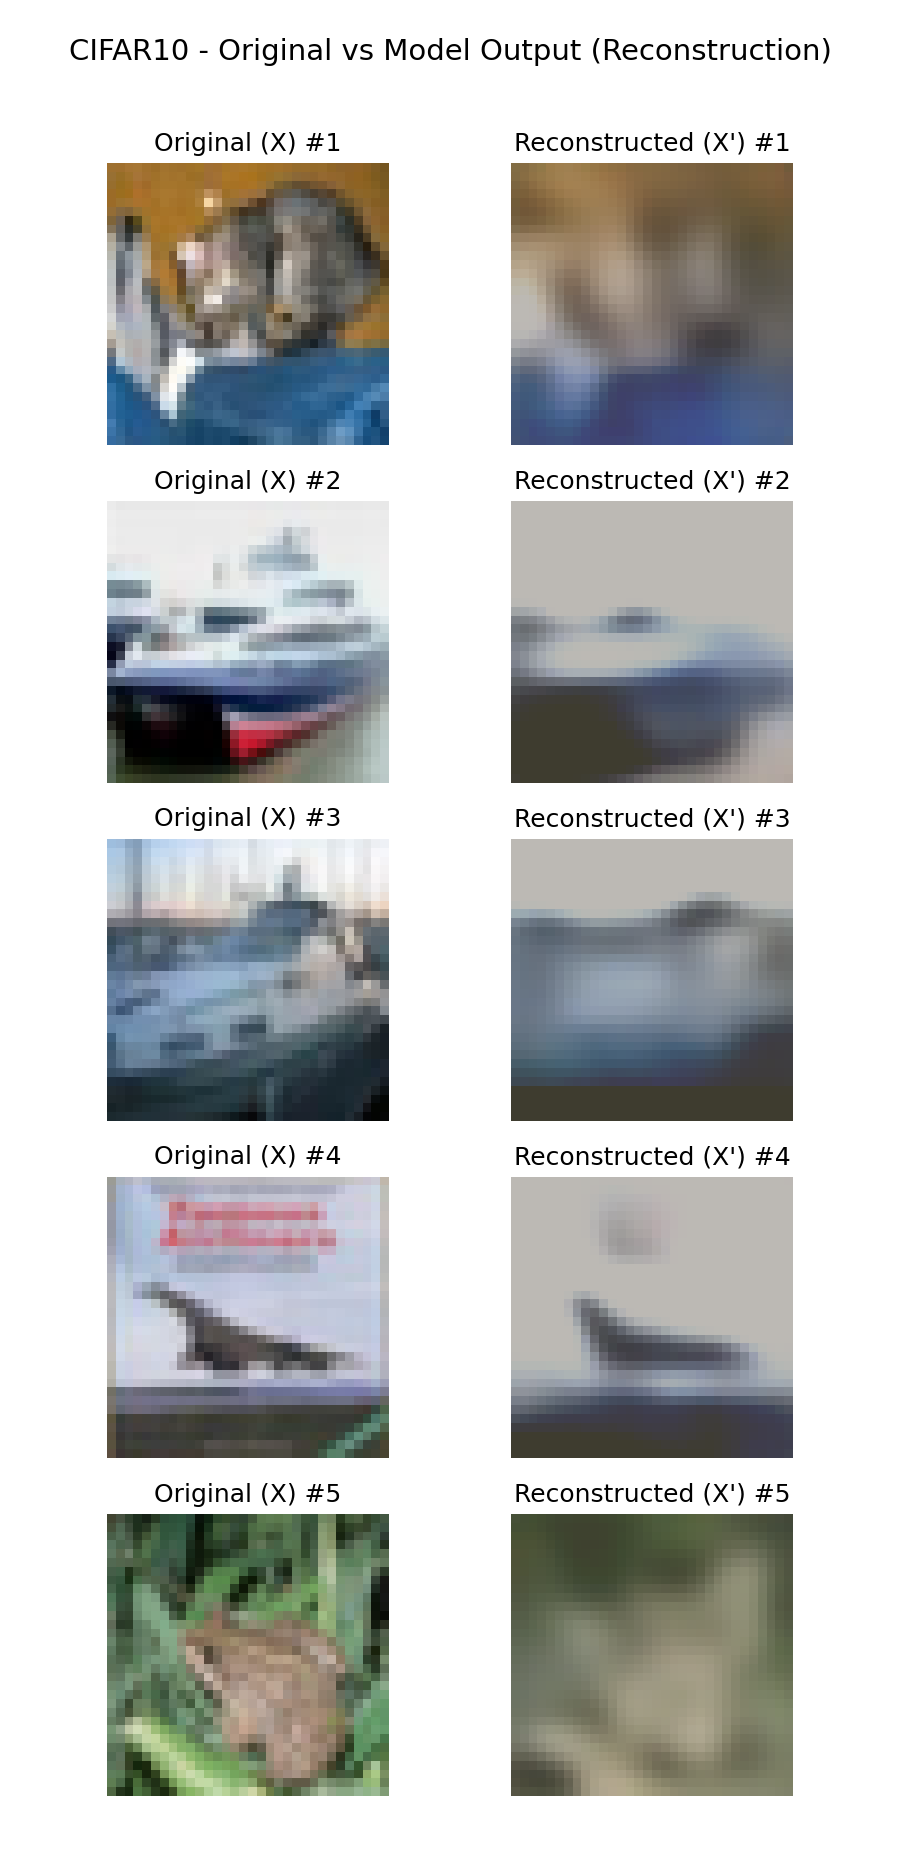 CIFAR10 - Original vs Model Output (Reconstruction)
Original (X) #1
Reconstructed (X') #1
Original (X) #2
Reconstructed (X') #2
Original (X) #3
Reconstructed (X') #3
Original (X) #4
Reconstructed (X') #4
Original (X) #5
Reconstructed (X') #5